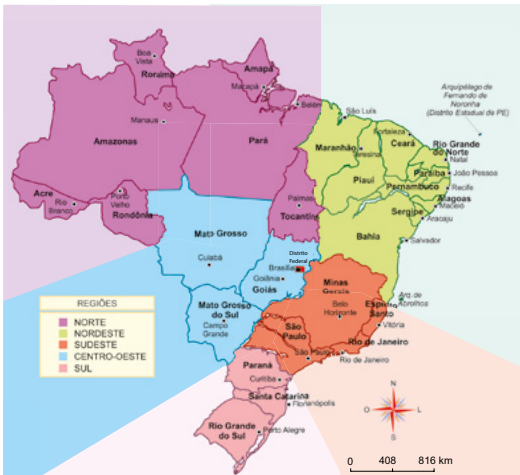 Boa
Vista
Roraima
Amapá
Macapá
Belém
São Luís
Arquipélago de
Fernando de
Noronha
(Distrito Estadual de PE)
Manaus
Amazonas
Pará
Fortaleza
Maranhão
Teresina
Ceará
Rio Grande
do Norte
Natal
Paraíba
João Pessoa
Piauí
Pernambuco
Recife
Alagoas
Maceió
Sergipe
Aracaju
Acre
Rio
Branco
Porto
Velho
Rondônia
Palmas
Tocantins
Bahia
Salvador
Mato Grosso
Cuiabá
Distrito
Federal
Brasília
Goiânia
Goiás
Minas
Gerais
Belo
Horizonte
Espírito
Santo
Vitória
Arq. de
Abrolhos
Mato Grosso
do Sul
Campo
Grande
São
Paulo
São Paulo
Rio de Janeiro
Rio de Janeiro
Paraná
Curitiba
Santa Catarina
Florianópolis
Rio Grande
do Sul
Porto Alegre
REGIÕES
NORTE
NORDESTE
SUDESTE
CENTRO-OESTE
SUL
N
O
L
S
0 408 816 km